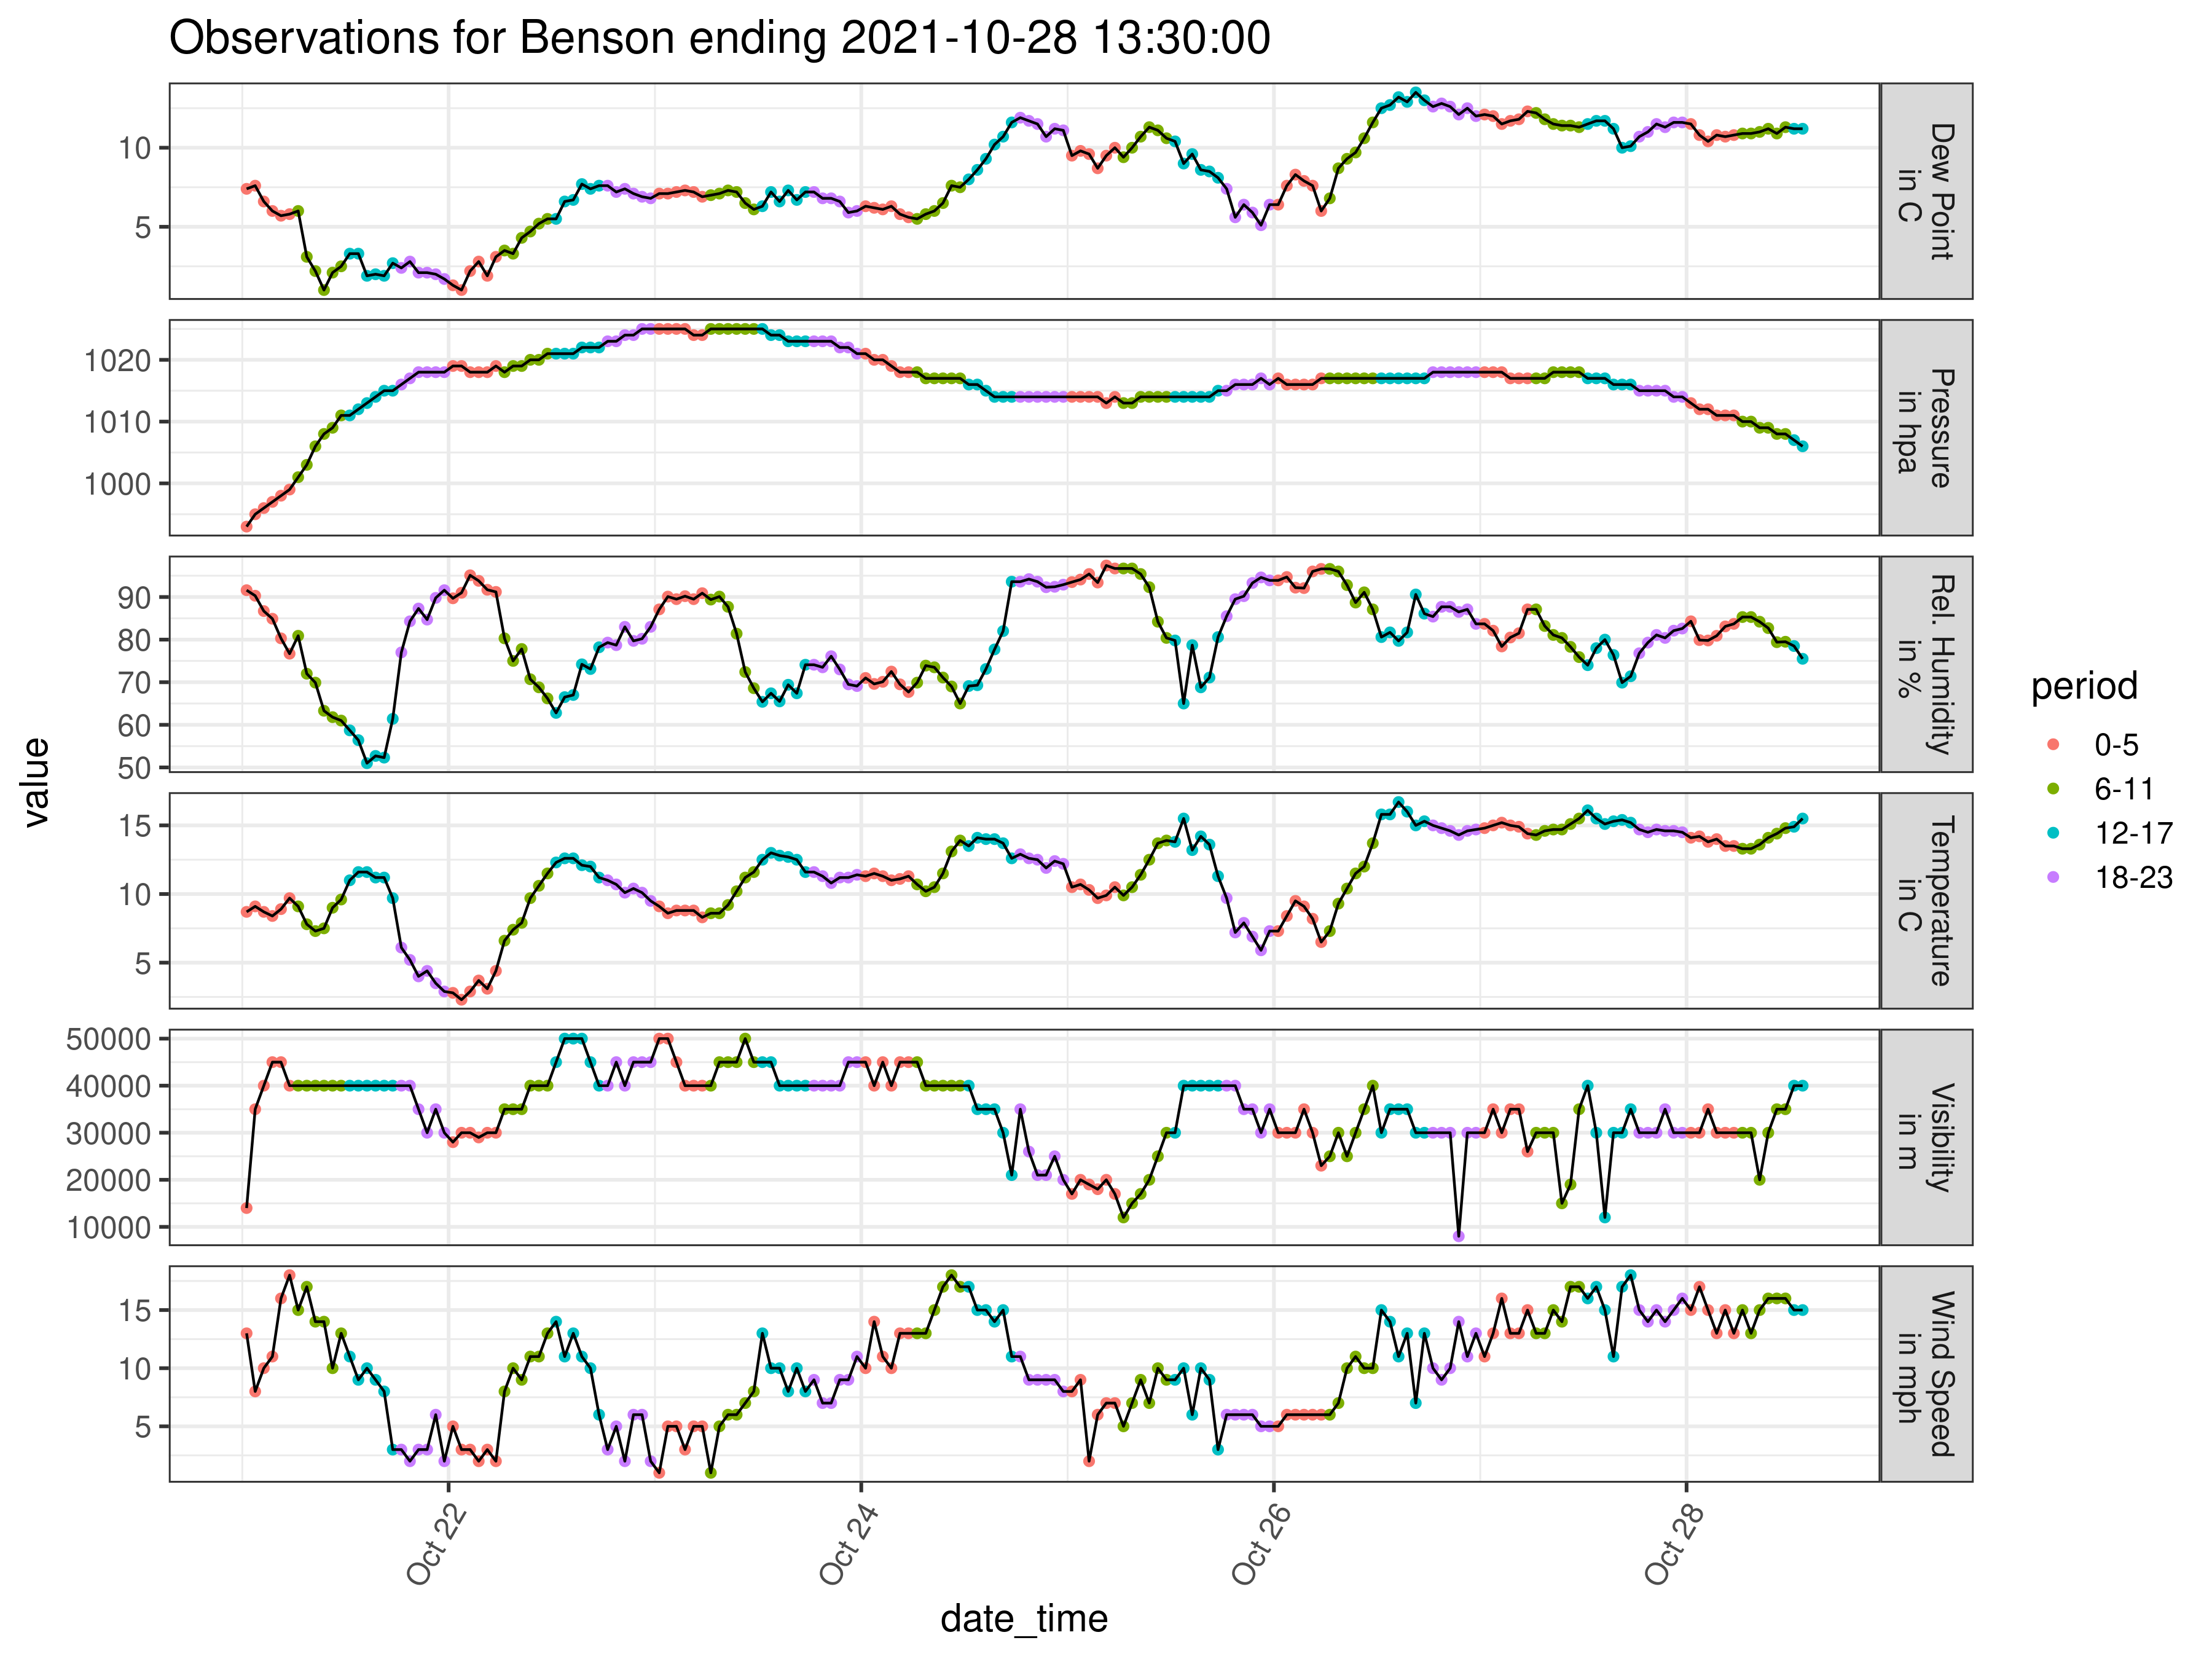 Observations for Benson ending 2021-10-28 13:30:00
value
10
5
Dew Point
in C
1020
1010
1000
Pressure
in hpa
90
80
70
60
50
Rel. Humidity
in %
15
10
5
Temperature
in C
50000
40000
30000
20000
10000
Visibility
in m
15
10
5
Wind Speed
in mph
Oct 22
Oct 24
Oct 26
Oct 28
date_time
period
0-5
6-11
12-17
18-23